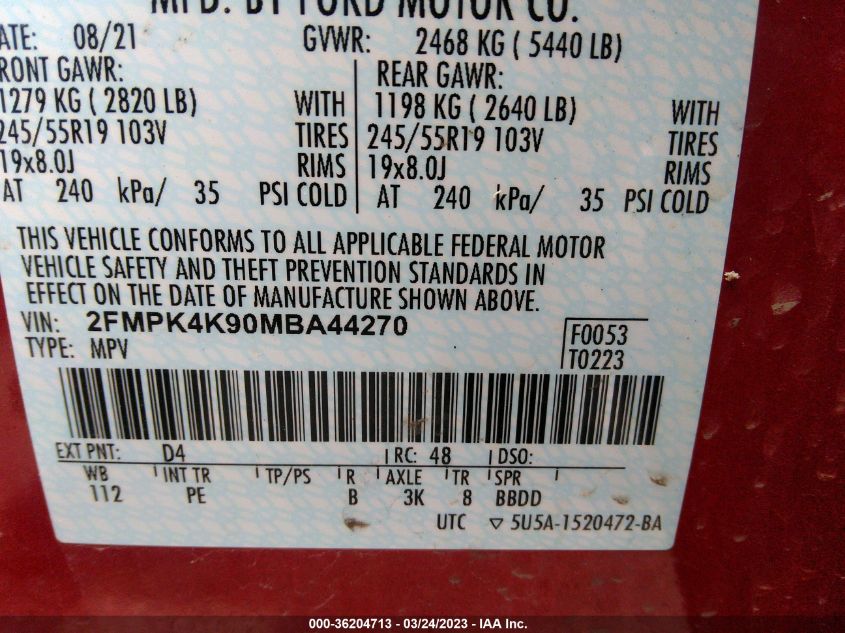 MFD. BY FORD MOTOR CO.
ATE: 08/21 GVWR: 2468 KG ( 5440 LB)
RONT GAWR: REAR GAWR:
1279 KG ( 2820 LB) WITH 1198 KG ( 2640 LB) WITH
245/55R19 103V TIRES 245/55R19 103V TIRES
19x8.0J RIMS 19x8.0J RIMS
AT 240 kPa/ 35 PSI COLD AT 240 kPa/ 35 PSI COLD
THIS VEHICLE CONFORMS TO ALL APPLICABLE FEDERAL MOTOR
VEHICLE SAFETY AND THEFT PREVENTION STANDARDS IN
EFFECT ON THE DATE OF MANUFACTURE SHOWN ABOVE.
VIN: 2FMPK4K90MBA44270 F0053
TYPE: MPV T0223
EXT PNT: D4 RC: 48 DSO:
WB INT TR TP/PS R AXLE TR SPR
112 PE B 3K 8 BBDD
UTC ▽ 5U5A-1520472-BA
000-36204713 - 03/24/2023 - IAA Inc.